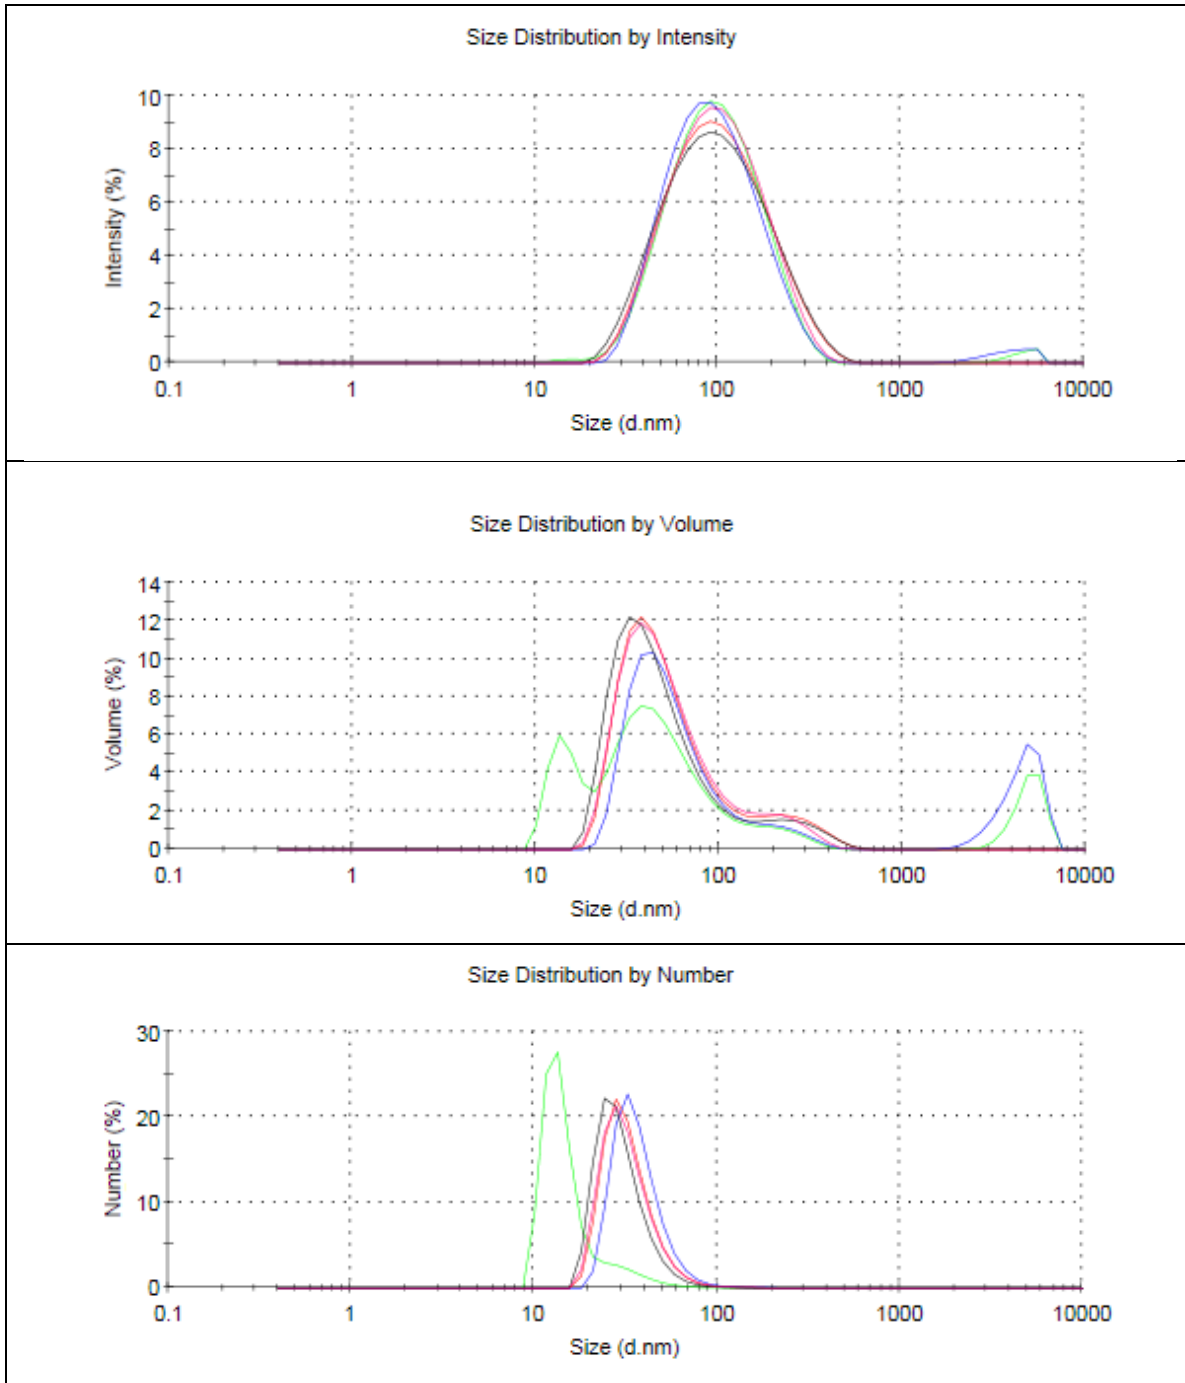 Size Distribution by Intensity
10
8
6
4
2
0
Intensity (%)
0.1 1 10 100 1000 10000
Size (d.nm)
Size Distribution by Volume
14
12
10
8
6
4
2
0
Volume (%)
0.1 1 10 100 1000 10000
Size (d.nm)
Size Distribution by Number
30
20
10
0
Number (%)
0.1 1 10 100 1000 10000
Size (d.nm)